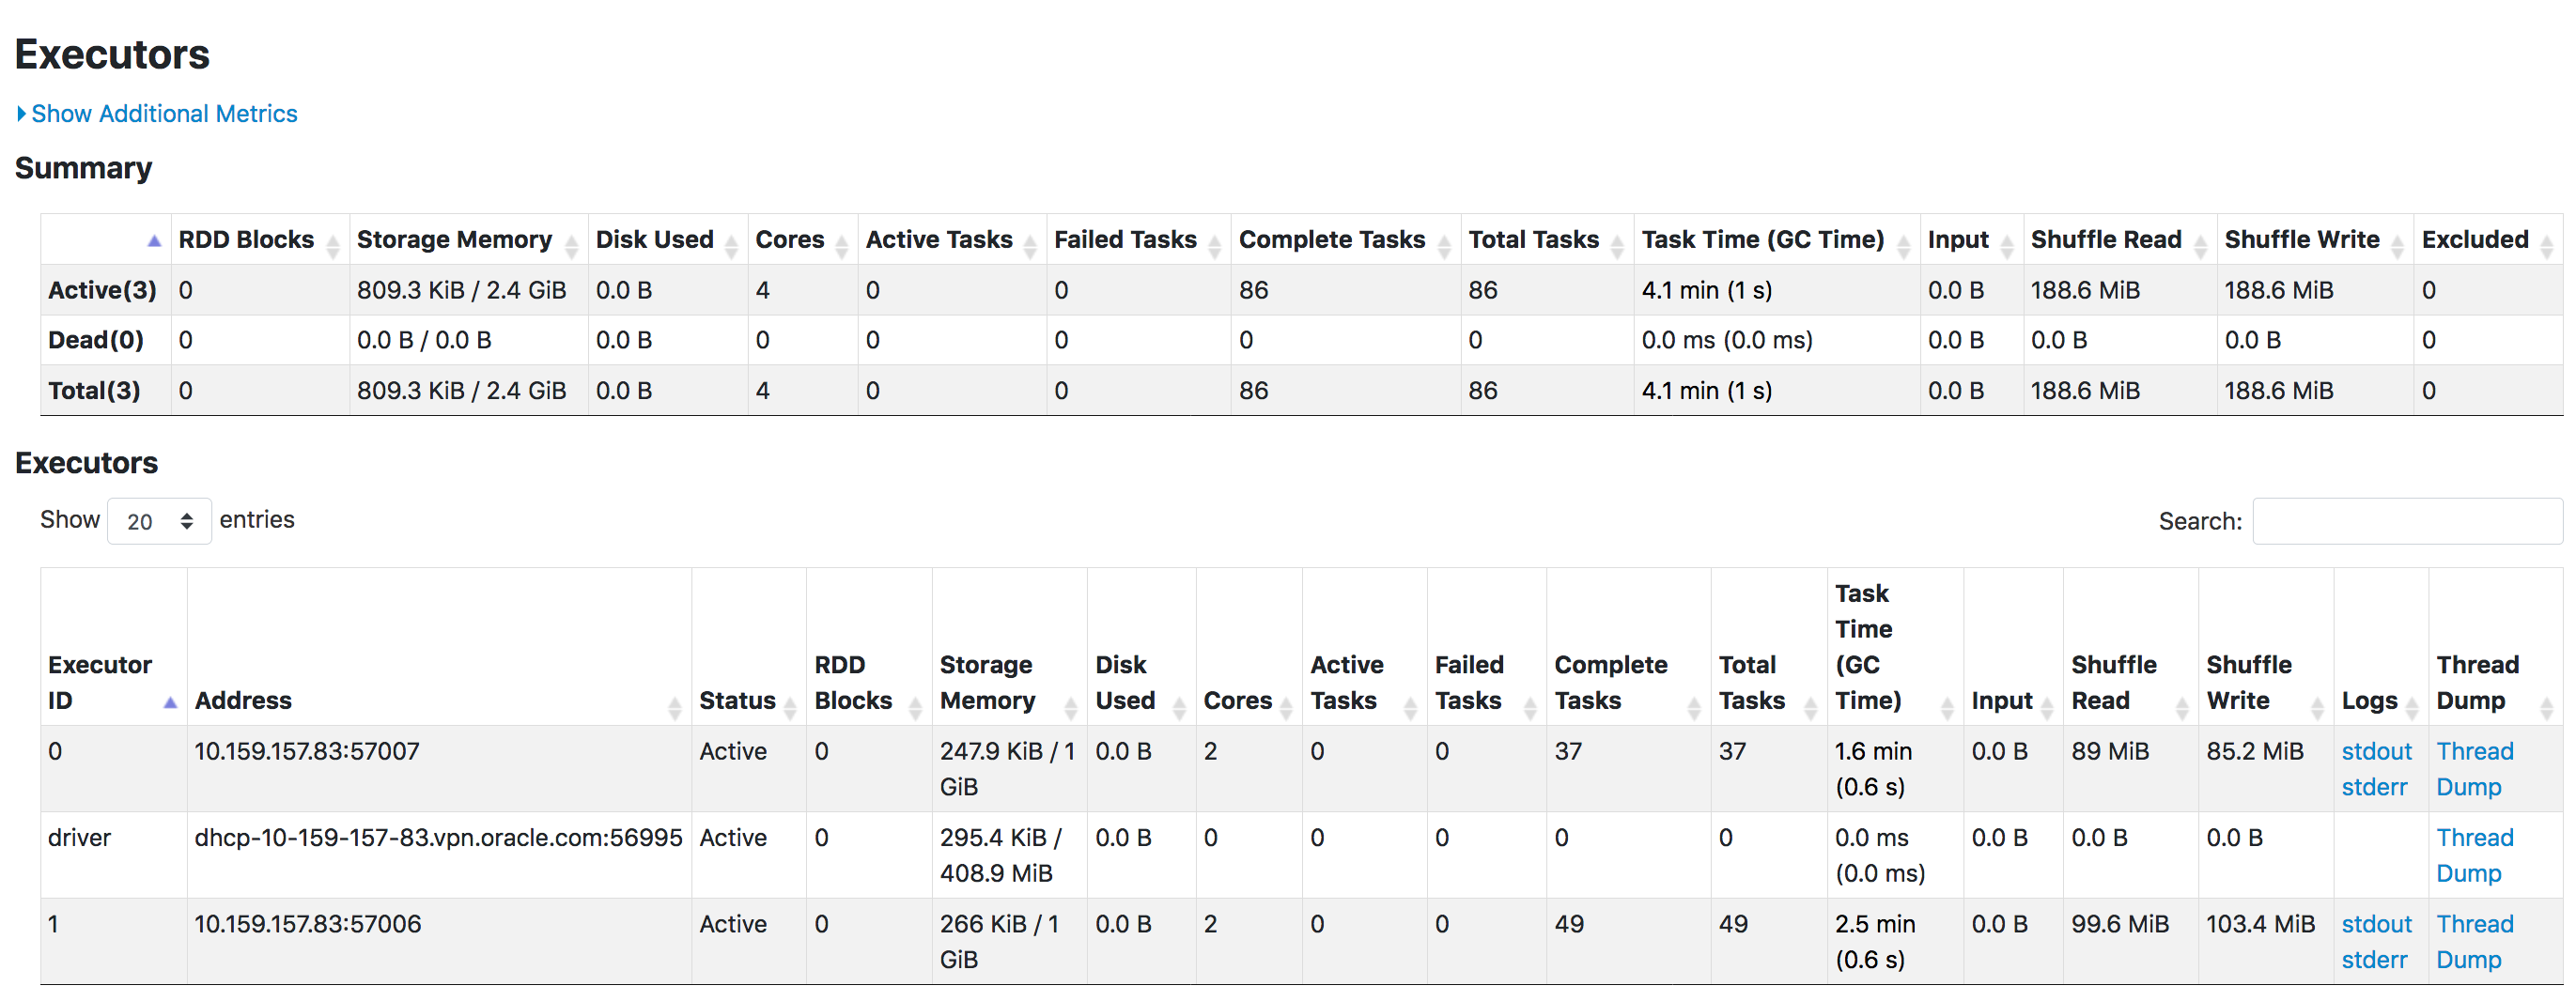 Executors
Show Additional Metrics
Summary
RDD Blocks Storage Memory Disk Used Cores Active Tasks Failed Tasks Complete Tasks Total Tasks Task Time (GC Time) Input Shuffle Read Shuffle Write Excluded
Active(3) 0 809.3 KiB / 2.4 GiB 0.0 B 4 0 0 86 86 4.1 min (1 s) 0.0 B 188.6 MiB 188.6 MiB 0
Dead(0) 0 0.0 B / 0.0 B 0.0 B 0 0 0 0 0 0.0 ms (0.0 ms) 0.0 B 0.0 B 0.0 B 0
Total(3) 0 809.3 KiB / 2.4 GiB 0.0 B 4 0 0 86 86 4.1 min (1 s) 0.0 B 188.6 MiB 188.6 MiB 0
Executors
Show 20 entries Search:
Task
Time
Executor RDD Storage Disk Active Failed Complete Total (GC Shuffle Shuffle Thread
ID Address Status Blocks Memory Used Cores Tasks Tasks Tasks Tasks Time) Input Read Write Logs Dump
0 10.159.157.83:57007 Active 0 247.9 KiB / 1 0.0 B 2 0 0 37 37 1.6 min 0.0 B 89 MiB 85.2 MiB stdout Thread
GiB (0.6 s) stderr Dump
driver dhcp-10-159-157-83.vpn.oracle.com:56995 Active 0 295.4 KiB / 0.0 B 0 0 0 0 0 0.0 ms 0.0 B 0.0 B 0.0 B Thread
408.9 MiB (0.0 ms) Dump
1 10.159.157.83:57006 Active 0 266 KiB / 1 0.0 B 2 0 0 49 49 2.5 min 0.0 B 99.6 MiB 103.4 MiB stdout Thread
GiB (0.6 s) stderr Dump